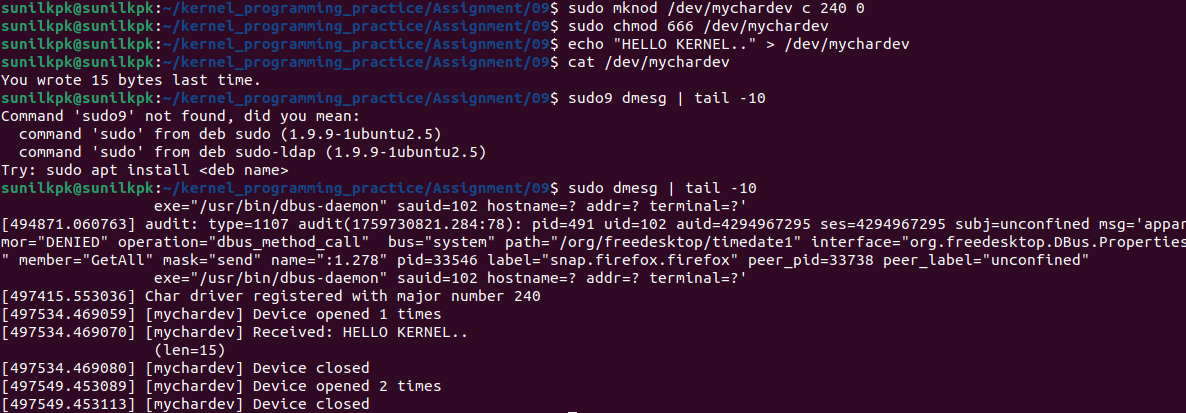 sunilkpk@sunilkpk:~/kernel_programming_practice/Assignment/09$ sudo mknod /dev/mychardev c 240 0
sunilkpk@sunilkpk:~/kernel_programming_practice/Assignment/09$ sudo chmod 666 /dev/mychardev
sunilkpk@sunilkpk:~/kernel_programming_practice/Assignment/09$ echo "HELLO KERNEL.." > /dev/mychardev
sunilkpk@sunilkpk:~/kernel_programming_practice/Assignment/09$ cat /dev/mychardev
You wrote 15 bytes last time.
sunilkpk@sunilkpk:~/kernel_programming_practice/Assignment/09$ sudo9 dmesg | tail -10
Command 'sudo9' not found, did you mean:
  command 'sudo' from deb sudo (1.9.9-1ubuntu2.5)
  command 'sudo' from deb sudo-ldap (1.9.9-1ubuntu2.5)
Try: sudo apt install <deb name>
sunilkpk@sunilkpk:~/kernel_programming_practice/Assignment/09$ sudo dmesg | tail -10
                exe="/usr/bin/dbus-daemon" sauid=102 hostname=? addr=? terminal=?'
[494871.060763] audit: type=1107 audit(1759730821.284:78): pid=491 uid=102 auid=4294967295 ses=4294967295 subj=unconfined msg='appar
mor="DENIED" operation="dbus_method_call"  bus="system" path="/org/freedesktop/timedate1" interface="org.freedesktop.DBus.Properties
" member="GetAll" mask="send" name=":1.278" pid=33546 label="snap.firefox.firefox" peer_pid=33738 peer_label="unconfined"
                exe="/usr/bin/dbus-daemon" sauid=102 hostname=? addr=? terminal=?'
[497415.553036] Char driver registered with major number 240
[497534.469059] [mychardev] Device opened 1 times
[497534.469070] [mychardev] Received: HELLO KERNEL..
                (len=15)
[497534.469080] [mychardev] Device closed
[497549.453089] [mychardev] Device opened 2 times
[497549.453113] [mychardev] Device closed